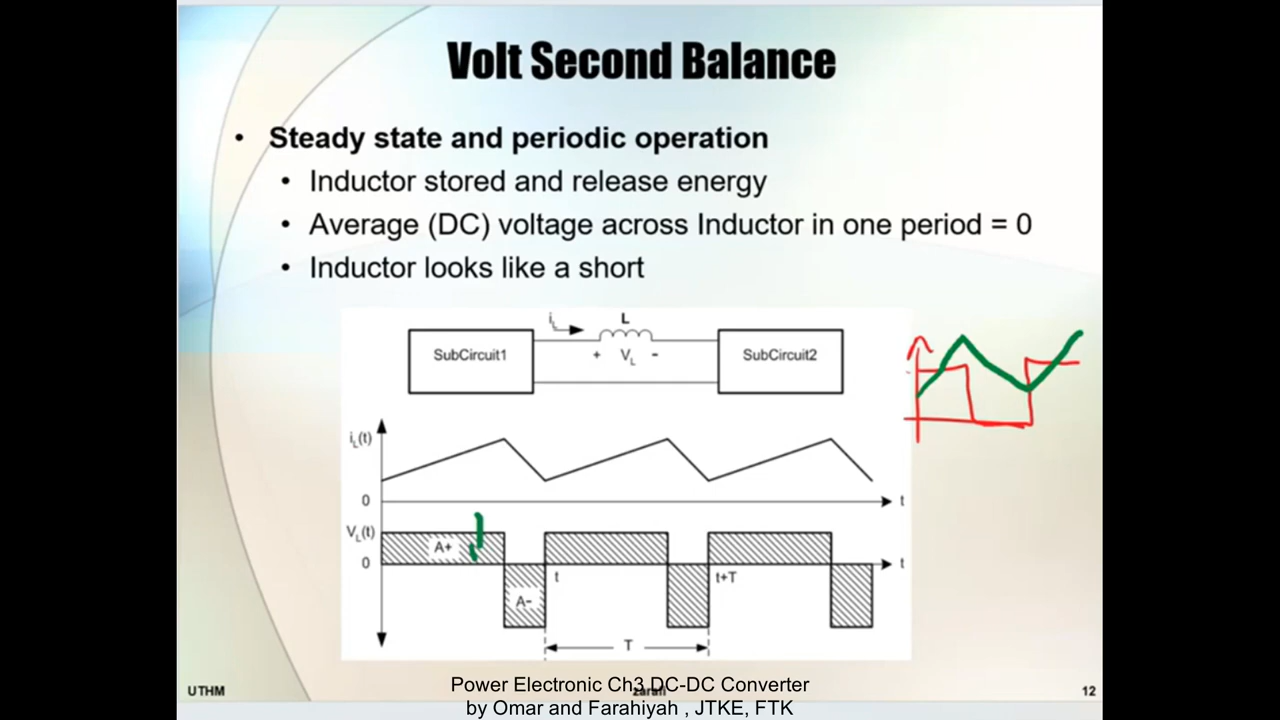 Volt Second Balance
• Steady state and periodic operation
• Inductor stored and release energy
• Average (DC) voltage across Inductor in one period = 0
• Inductor looks like a short
SubCircuit1
iL
L
+ VL -
SubCircuit2
iL(t)
0
t
VL(t)
A+
0
t
t
t+T
A-
T
UTHM
zarafi
12
Power Electronic Ch3 DC-DC Converter
by Omar and Farahiyah , JTKE, FTK